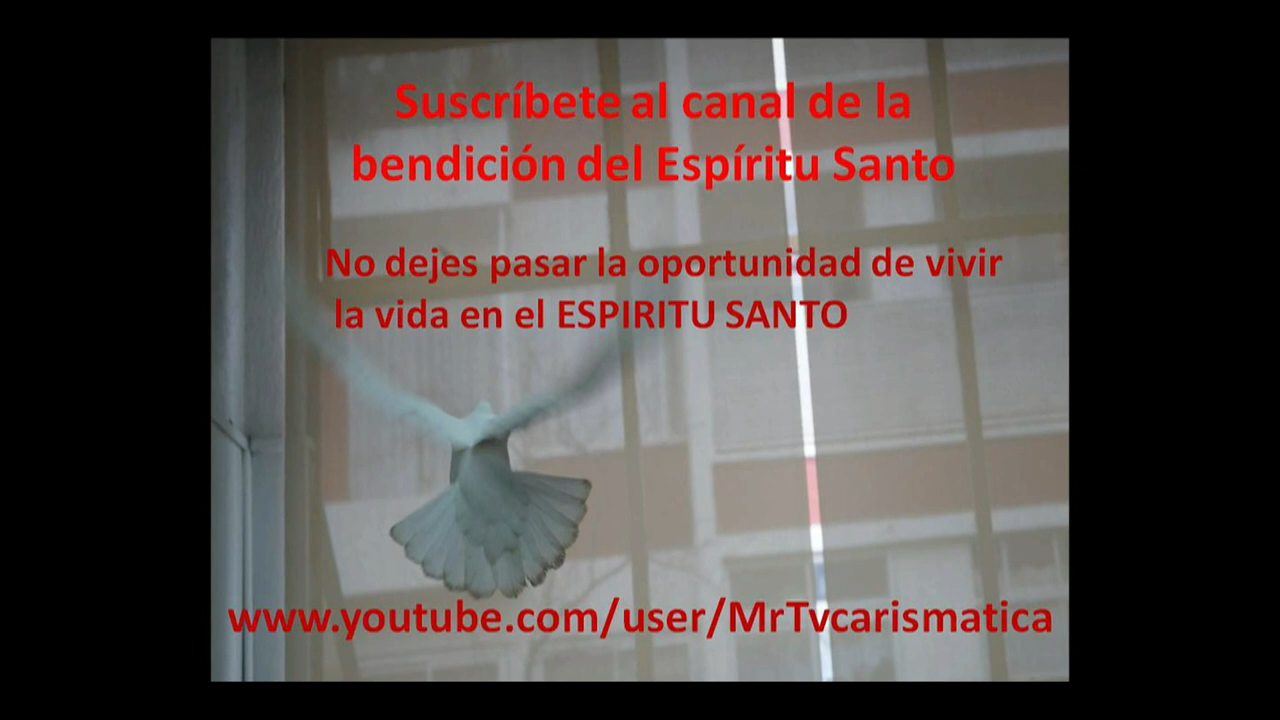 Suscríbete al canal de la
bendición del Espíritu Santo
No dejes pasar la oportunidad de vivir
la vida en el ESPIRITU SANTO
www.youtube.com/user/MrTvcarismatica